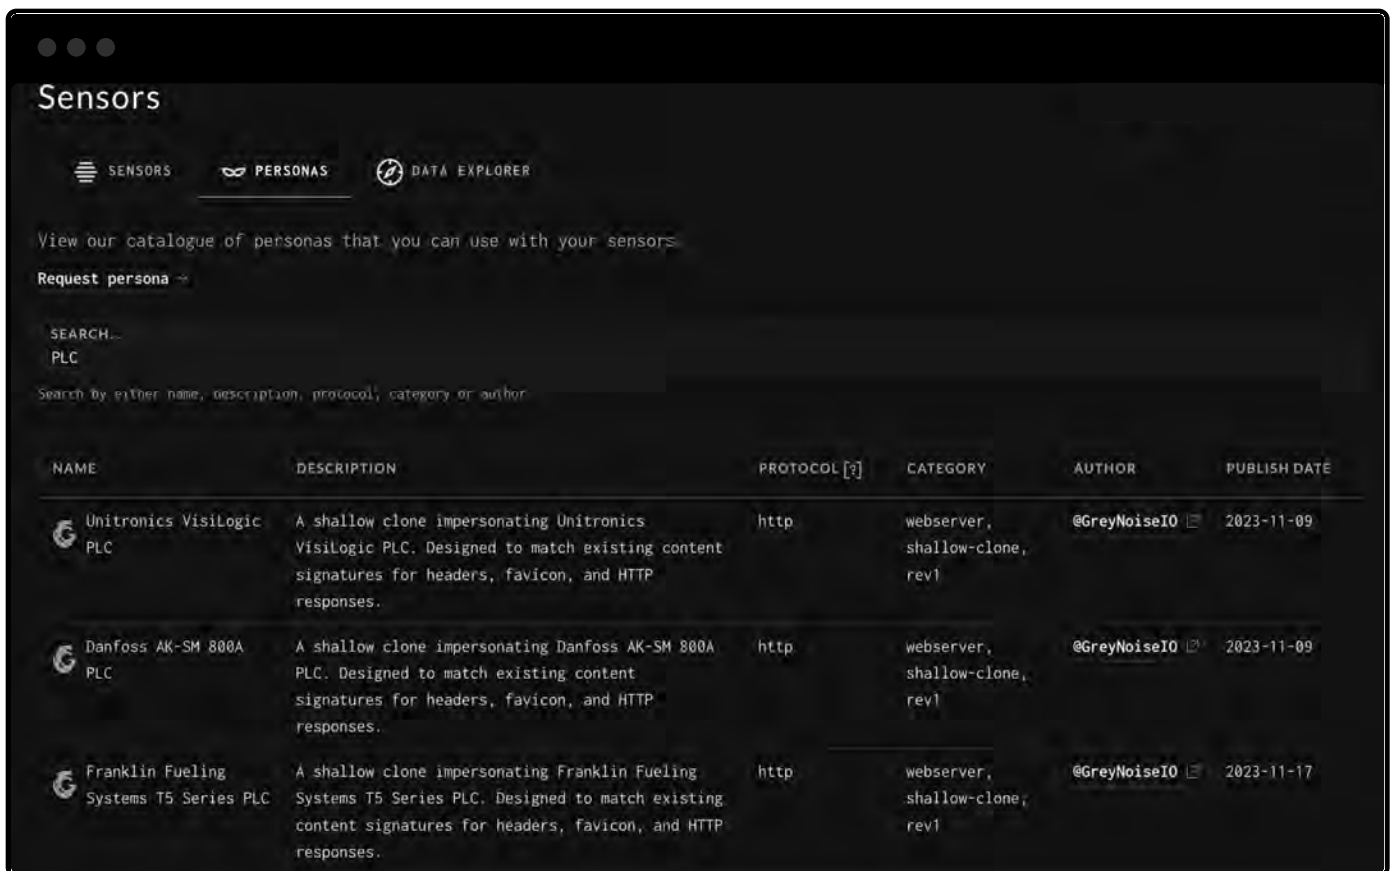 Sensors
SENSORS PERSONAS DATA EXPLORER
View our catalogue of personas that you can use with your sensors
Request persona →
SEARCH...
PLC
Search by either name, description, protocol, category or author
NAME DESCRIPTION PROTOCOL [?] CATEGORY AUTHOR PUBLISH DATE
Unitronics VisiLogic A shallow clone impersonating Unitronics http webserver, @GreyNoiseIO 2023-11-09
PLC VisiLogic PLC. Designed to match existing content shallow-clone,
signatures for headers, favicon, and HTTP rev1
responses.
Danfoss AK-SM 800A A shallow clone impersonating Danfoss AK-SM 800A http webserver, @GreyNoiseIO 2023-11-09
PLC PLC. Designed to match existing content shallow-clone,
signatures for headers, favicon, and HTTP rev1
responses.
Franklin Fueling A shallow clone impersonating Franklin Fueling http webserver, @GreyNoiseIO 2023-11-17
Systems T5 Series PLC Systems T5 Series PLC. Designed to match existing shallow-clone,
content signatures for headers, favicon, and HTTP rev1
responses.